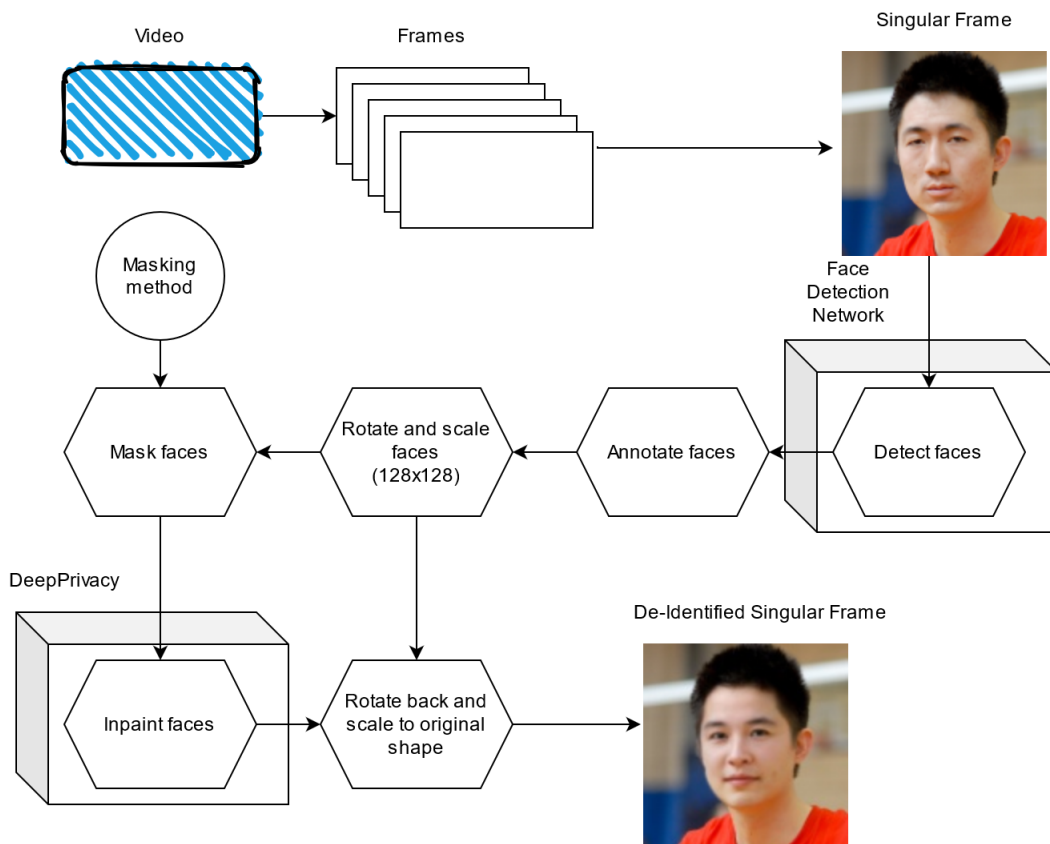 Video
Frames
Singular Frame
Masking
method
Face
Detection
Network
Mask faces
Rotate and scale
faces
(128x128)
Annotate faces
Detect faces
DeepPrivacy
De-Identified Singular Frame
Inpaint faces
Rotate back and
scale to original
shape